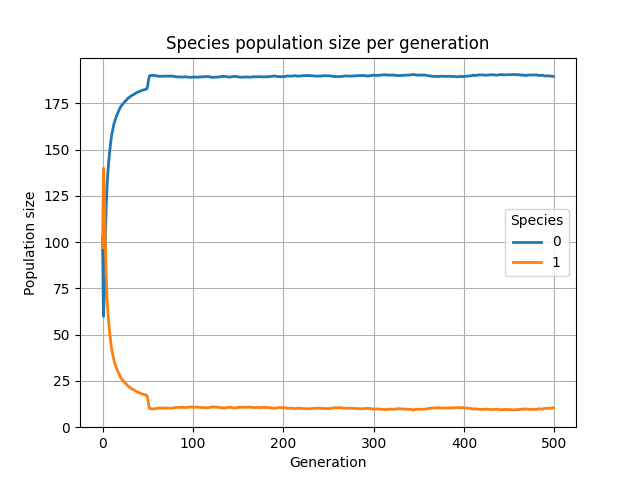 Species population size per generation
Population size
175
150
125
100
75
50
25
0
Species
0
1
0 100 200 300 400 500
Generation